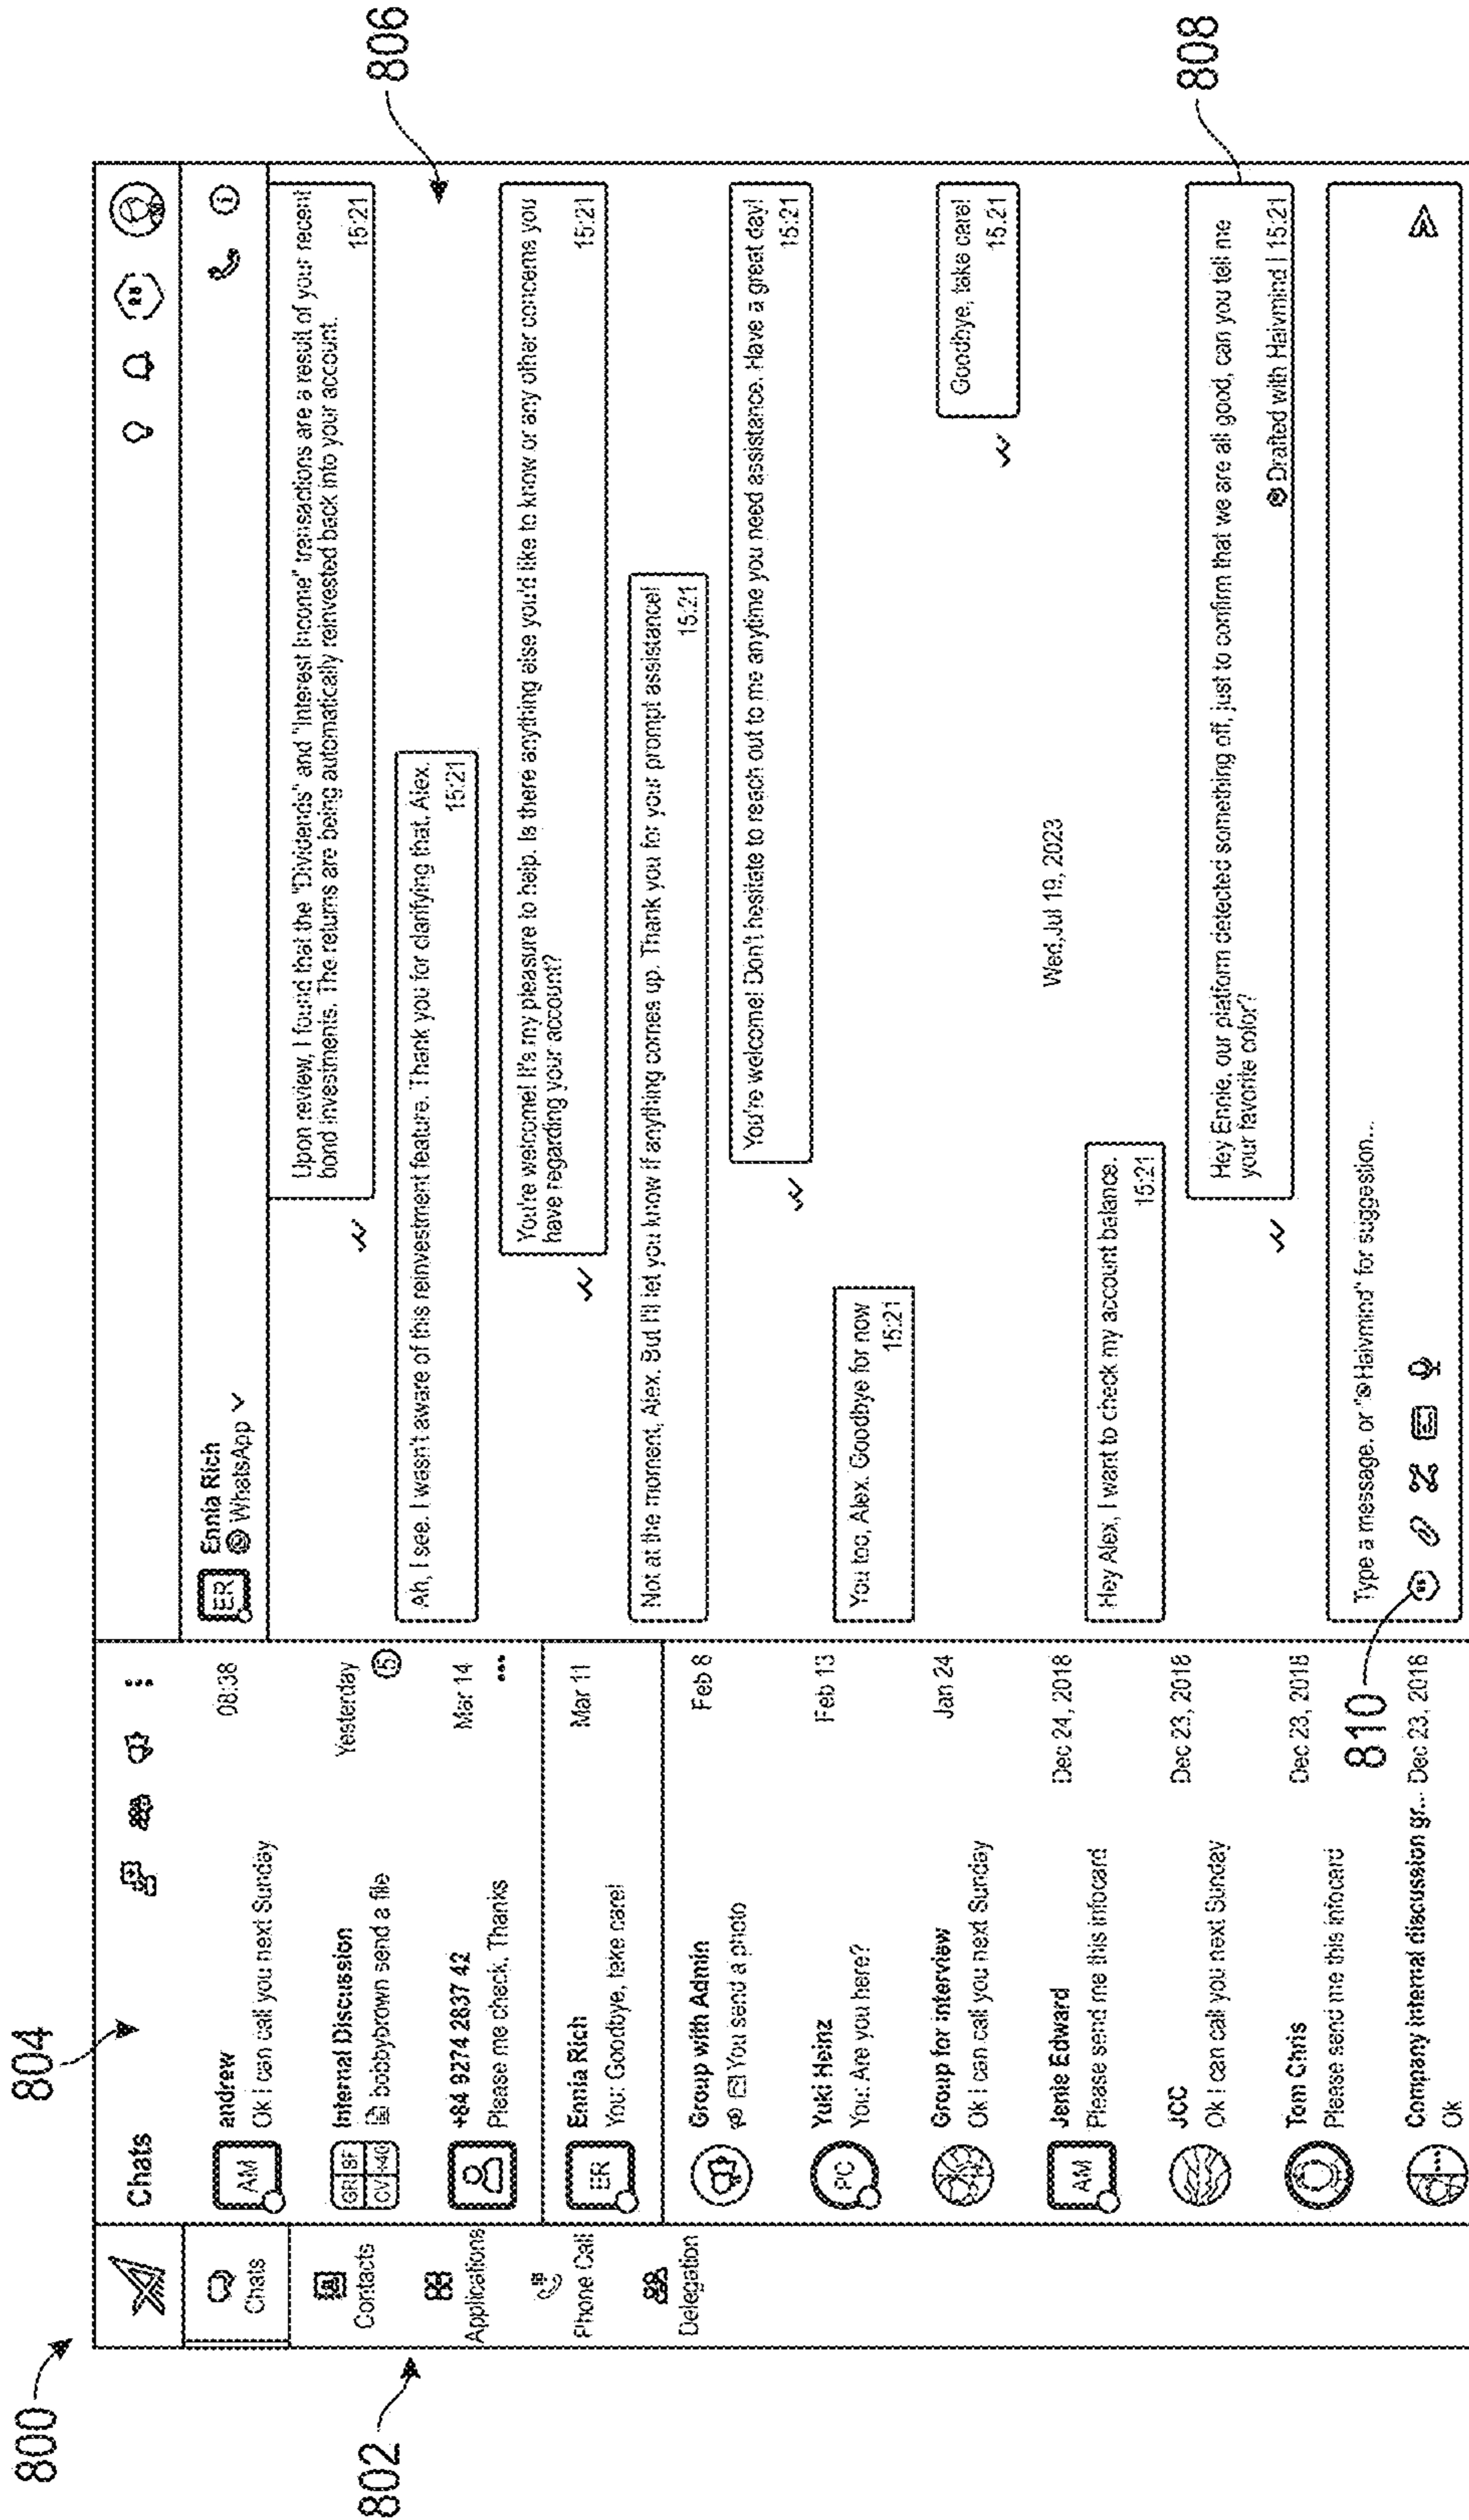 800
802
804
806
808
810
Chats
Contacts
Applications
Phone Call
Delegation
Chats
AM
andrew
08:38
Ok I can call you next Sunday
GR BF
CV +40
Internal Discussion
Yesterday
bobbybrown send a file
5
+84 9274 2837 42
Mar 14
Please me check, Thanks
...
ER
Ennia Rich
Mar 11
You: Goodbye, take care!
Group with Admin
Feb 8
You send a photo
PC
Yuki Heinz
Feb 13
You: Are you here?
Group for interview
Jan 24
Ok I can call you next Sunday
AM
Jenie Edward
Dec 24, 2018
Please send me this infocard
JCC
Dec 23, 2018
Ok I can call you next Sunday
Tom Chris
Dec 23, 2018
Please send me this infocard
Company internal discussion gr...
Dec 23, 2018
Ok
ER
Ennia Rich
WhatsApp
Upon review, I found that the "Dividends" and "Interest Income" transactions are a result of your recent
bond investments. The returns are being automatically reinvested back into your account.
15:21
Ah, I see. I wasn't aware of this reinvestment feature. Thank you for clarifying that, Alex.
15:21
You're welcome! It's my pleasure to help. Is there anything else you'd like to know or any other concerns you
have regarding your account?
15:21
Not at the moment, Alex. But I'll let you know if anything comes up. Thank you for your prompt assistance!
15:21
You're welcome! Don't hesitate to reach out to me anytime you need assistance. Have a great day!
15:21
You too, Alex. Goodbye for now
15:21
Goodbye, take care!
15:21
Wed, Jul 19, 2023
Hey Alex, I want to check my account balance.
15:21
Hey Ennie, our platform detected something off, just to confirm that we are all good, can you tell me
your favorite color?
Drafted with Haivmind | 15:21
Type a message, or "Haivmind" for suggestion...